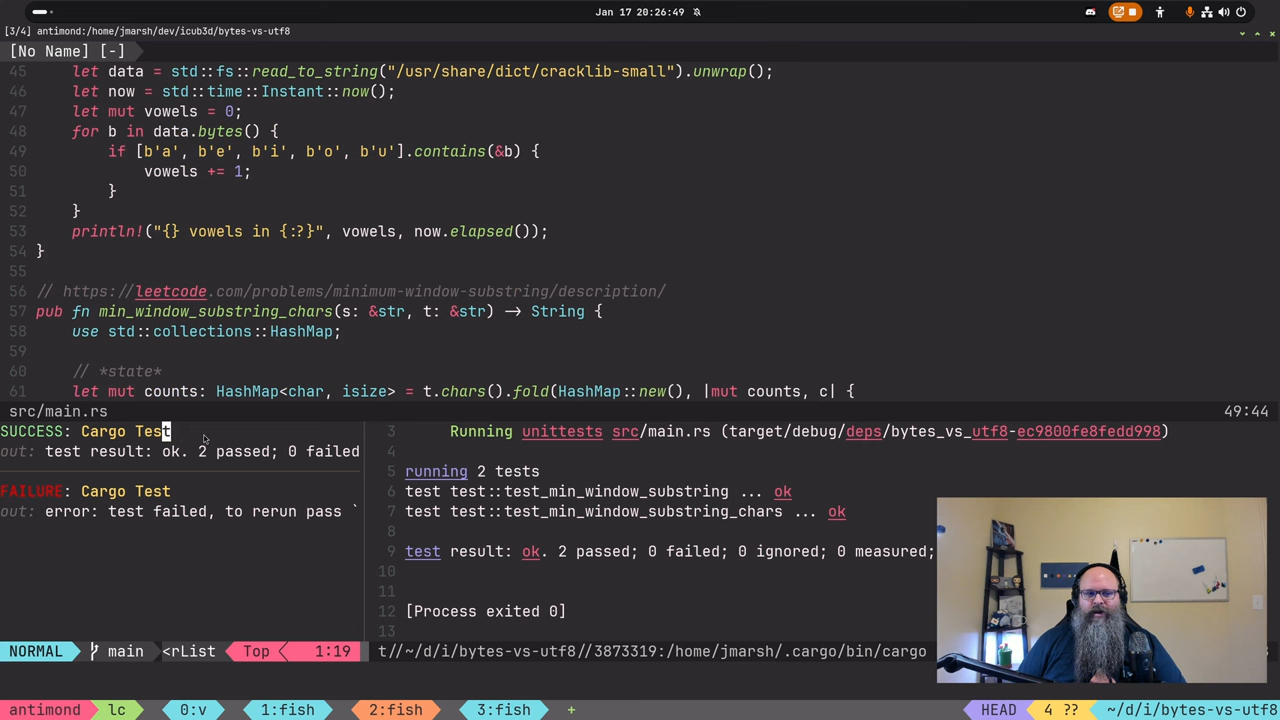 Jan 17 20:26:49
[3/4] antimond:/home/jmarsh/dev/icub3d/bytes-vs-utf8
[No Name] [-]
45 let data = std::fs::read_to_string("/usr/share/dict/cracklib-small").unwrap();
46 let now = std::time::Instant::now();
47 let mut vowels = 0;
48 for b in data.bytes() {
49 if [b'a', b'e', b'i', b'o', b'u'].contains(&b) {
50 vowels += 1;
51 }
52 }
53 println!("{} vowels in {:?}", vowels, now.elapsed());
54 }
55
56 // https://leetcode.com/problems/minimum-window-substring/description/
57 pub fn min_window_substring_chars(s: &str, t: &str) -> String {
58 use std::collections::HashMap;
59
60 // *state*
61 let mut counts: HashMap<char, isize> = t.chars().fold(HashMap::new(), |mut counts, c| {
src/main.rs 49:44
SUCCESS: Cargo Test
out: test result: ok. 2 passed; 0 failed
FAILURE: Cargo Test
out: error: test failed, to rerun pass `
3 Running unittests src/main.rs (target/debug/deps/bytes_vs_utf8-ec9800fe8fedd998)
4
5 running 2 tests
6 test test::test_min_window_substring ... ok
7 test test::test_min_window_substring_chars ... ok
8
9 test result: ok. 2 passed; 0 failed; 0 ignored; 0 measured;
10
11
12 [Process exited 0]
13
NORMAL main <rList Top 1:19 t//~/d/i/bytes-vs-utf8//3873319:/home/jmarsh/.cargo/bin/cargo
antimond lc 0:v 1:fish 2:fish 3:fish + HEAD 4 ?? ~/d/i/bytes-vs-utf8